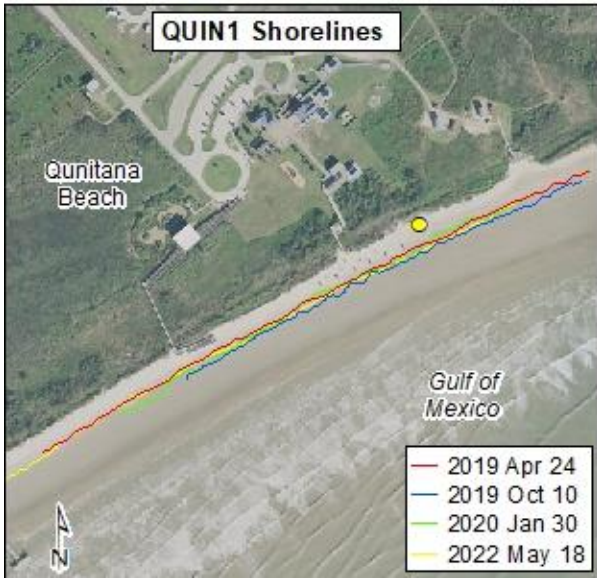 QUIN1 Shorelines
Qunitana
Beach
Gulf of
Mexico
2019 Apr 24
2019 Oct 10
2020 Jan 30
2022 May 18
N